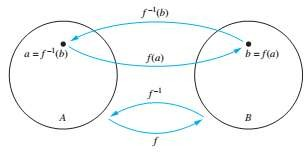 f⁻¹(b)
a = f⁻¹(b)
b = f(a)
f(a)
f⁻¹
A
B
f